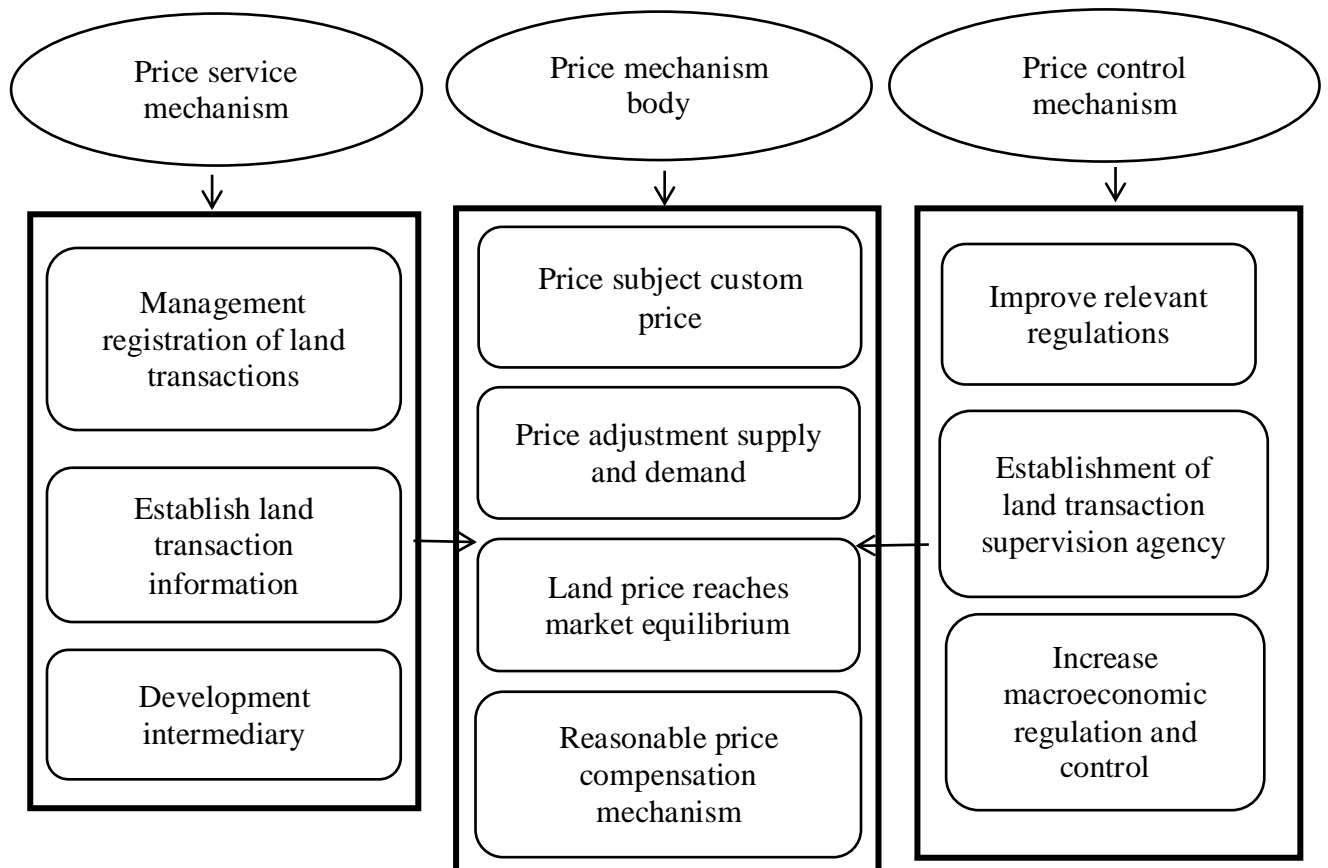 Price service
mechanism
Price mechanism
body
Price control
mechanism
Management
registration of land
transactions
Establish land
transaction
information
Development
intermediary
Price subject custom
price
Price adjustment supply
and demand
Land price reaches
market equilibrium
Reasonable price
compensation
mechanism
Improve relevant
regulations
Establishment of
land transaction
supervision agency
Increase
macroeconomic
regulation and
control